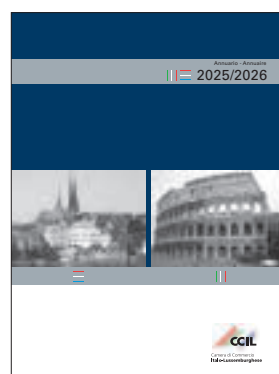 Annuario - Annuaire
2025/2026
CCIL
Camera di Commercio
Italo-Lussemburghese